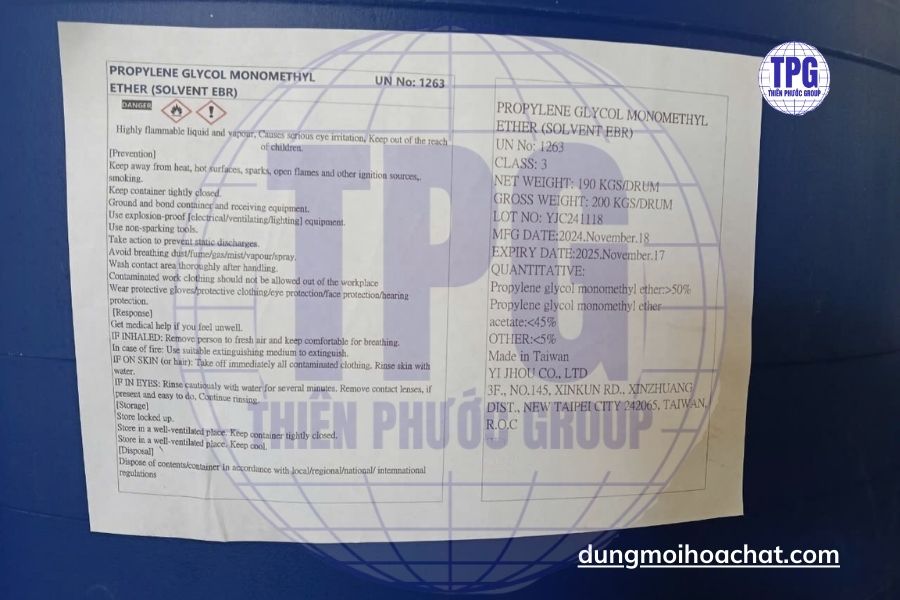 PROPYLENE GLYCOL MONOMETHYL
ETHER (SOLVENT EBR)
UN No: 1263
DANGER
Highly flammable liquid and vapour, Causes serious eye irritation, Keep out of the reach
of children.
[Prevention]
Keep away from heat, hot surfaces, sparks, open flames and other ignition sources,.
smoking.
Keep container tightly closed.
Ground and bond container and receiving equipment.
Use explosion-proof [electrical/ventilating/lighting] equipment.
Use non-sparking tools.
Take action to prevent static discharges.
Avoid breathing dust/fume/gas/mist/vapour/spray.
Wash contact area thoroughly after handling.
Contaminated work clothing should not be allowed out of the workplace
Wear protective gloves/protective clothing/eye protection/face protection/hearing
protection.
[Response]
Get medical help if you feel unwell.
IF INHALED: Remove person to fresh air and keep comfortable for breathing.
In case of fire: Use suitable extinguishing medium to extinguish.
IF ON SKIN (or hair): Take off immediately all contaminated clothing. Rinse skin with
water.
IF IN EYES: Rinse cautiously with water for several minutes. Remove contact lenses, if
present and easy to do, Continue rinsing.
[Storage]
Store locked up.
Store in a well-ventilated place. Keep container tightly closed.
Store in a well-ventilated place. Keep cool.
[Disposal]
Dispose of contents/container in accordance with local/regional/national/ intemnational
regulations
PROPYLENE GLYCOL MONOMETHYL
ETHER (SOLVENT EBR)
UN No: 1263
CLASS: 3
NET WEIGHT: 190 KGS/DRUM
GROSS WEIGHT: 200 KGS/DRUM
LOT NO: YJC241118
MFG DATE:2024.November.18
EXPIRY DATE:2025.November.17
QUANTITATIVE:
Propylene glycol monomethyl ether:>50%
Propylene glycol monomethyl ether
acetate:<45%
OTHER:<5%
Made in Taiwan
YI JHOU CO., LTD
3F., NO.145, XINKUN RD., XINZHUANG
DIST., NEW TAIPEI CITY 242065, TAIWAN,
R.O.C
TPG
THIÊN PHƯỚC GROUP
TPG
THIÊN PHƯỚC GROUP
dungmoihoachat.com